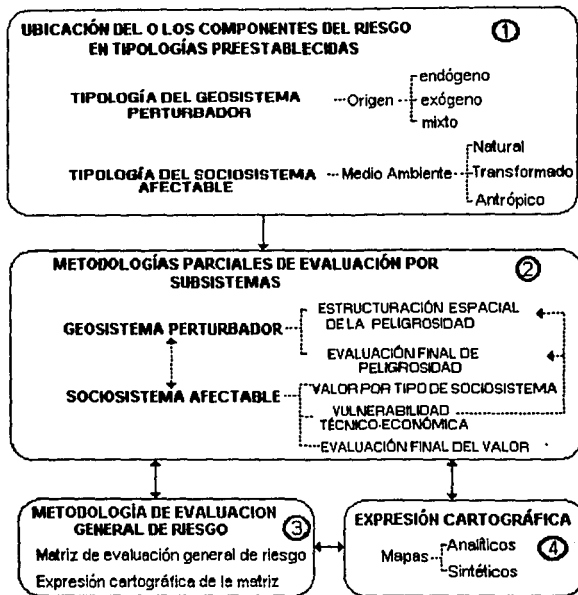 UBICACIÓN DEL O LOS COMPONENTES DEL RIESGO
EN TIPOLOGÍAS PREESTABLECIDAS
1
TIPOLOGÍA DEL GEOSISTEMA
PERTURBADOR
Origen
endógeno
exógeno
mixto
TIPOLOGÍA DEL SOCIOSISTEMA
AFECTABLE
Medio Ambiente
Natural
Transformado
Antrópico
METODOLOGÍAS PARCIALES DE EVALUACIÓN POR
SUBSISTEMAS
2
GEOSISTEMA PERTURBADOR
ESTRUCTURACIÓN ESPACIAL
DE LA PELIGROSIDAD
EVALUACIÓN FINAL DE
PELIGROSIDAD
SOCIOSISTEMA AFECTABLE
VALOR POR TIPO DE SOCIOSISTEMA
VULNERABILIDAD
TÉCNICO-ECONÓMICA
EVALUACIÓN FINAL DEL VALOR
METODOLOGÍA DE EVALUACION
GENERAL DE RIESGO
3
Matriz de evaluación general de riesgo
Expresión cartográfica de la matriz
EXPRESIÓN CARTOGRÁFICA
4
Mapas
Analíticos
Sintéticos